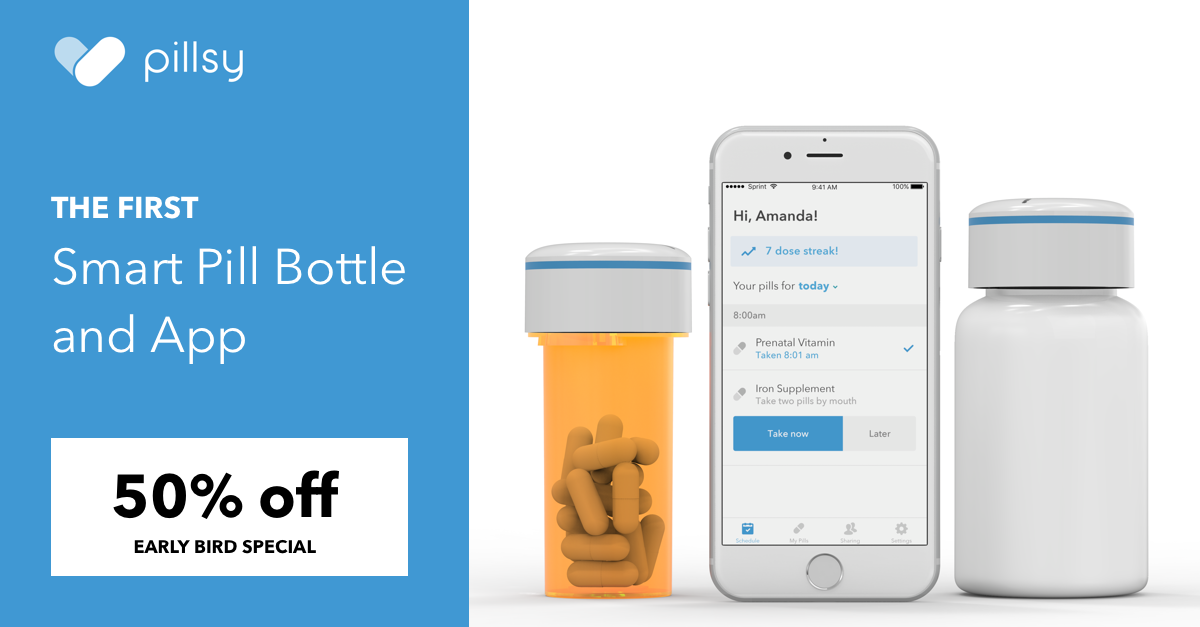 pillsy
THE FIRST
Smart Pill Bottle
and App
50% off
EARLY BIRD SPECIAL
Sprint 9:41 AM 100%
Hi, Amanda!
7 dose streak!
Your pills for today
8:00am
Prenatal Vitamin
Taken 8:01 am
Iron Supplement
Take two pills by mouth
Take now Later
Schedule My Pills Sharing Settings